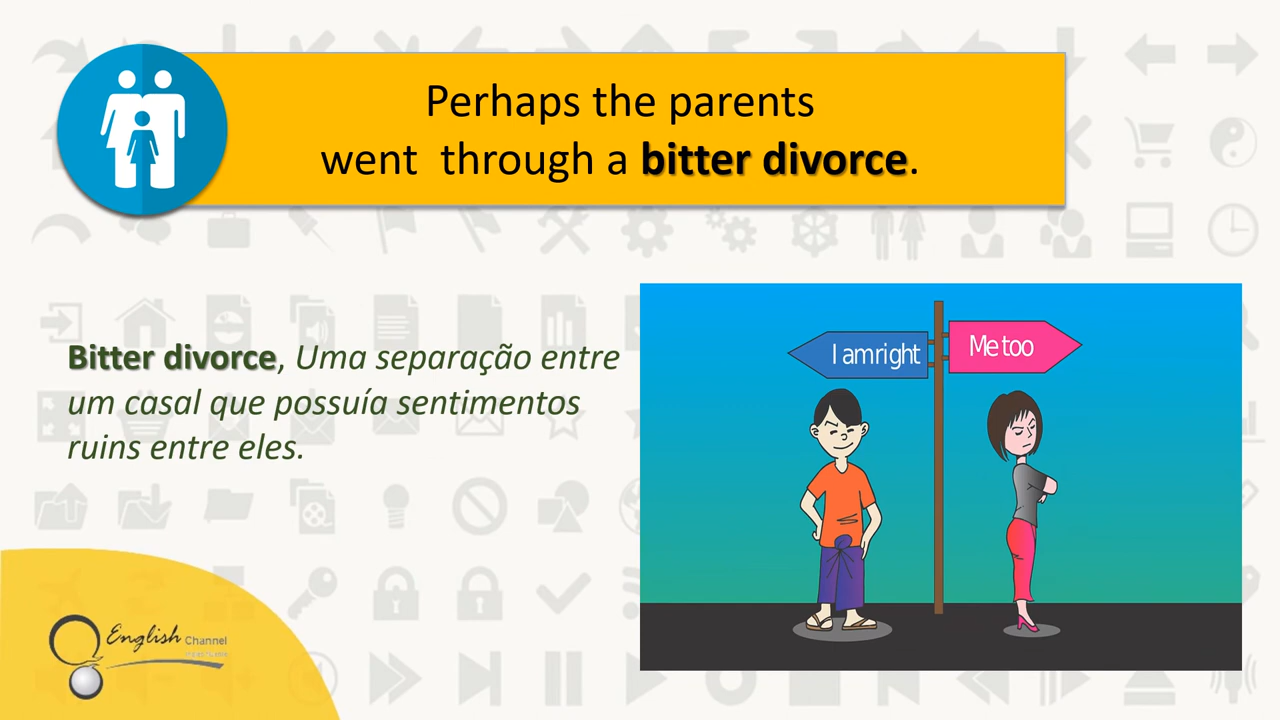 Perhaps the parents
went through a bitter divorce.
Bitter divorce, Uma separação entre
um casal que possuía sentimentos
ruins entre eles.
I am right
Me too
English Channel